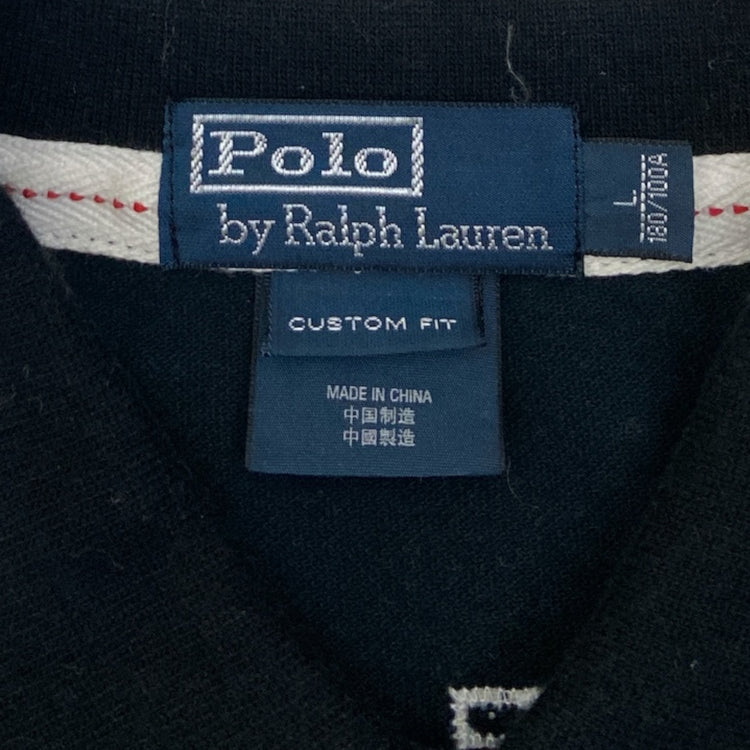 Polo
by Ralph Lauren
L
180/100A
CUSTOM FIT
MADE IN CHINA
中国制造
中國製造